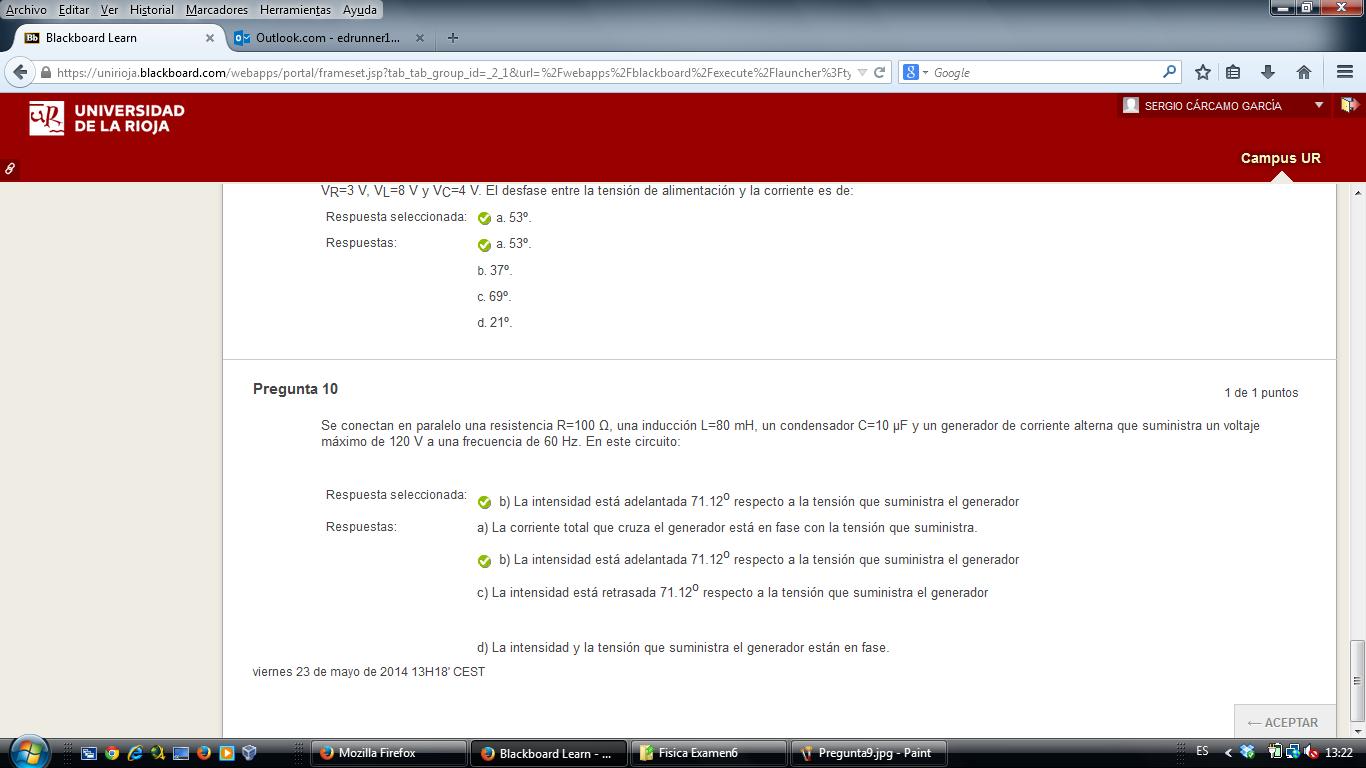 Archivo Editar Ver Historial Marcadores Herramientas Ayuda
Bb Blackboard Learn
Outlook.com - edrunner1...
https://unirioja.blackboard.com/webapps/portal/frameset.jsp?tab_tab_group_id=_2_1&url=%2Fwebapps%2Fblackboard%2Fexecute%2Flauncher%3Fty
Google
UNIVERSIDAD
DE LA RIOJA
SERGIO CÁRCAMO GARCÍA
Campus UR
VR=3 V, VL=8 V y VC=4 V. El desfase entre la tensión de alimentación y la corriente es de:
Respuesta seleccionada: a. 53º.
Respuestas: a. 53º.
b. 37º.
c. 69º.
d. 21º.
Pregunta 10
1 de 1 puntos
Se conectan en paralelo una resistencia R=100 Ω, una inducción L=80 mH, un condensador C=10 µF y un generador de corriente alterna que suministra un voltaje
máximo de 120 V a una frecuencia de 60 Hz. En este circuito:
Respuesta seleccionada: b) La intensidad está adelantada 71.12º respecto a la tensión que suministra el generador
Respuestas: a) La corriente total que cruza el generador está en fase con la tensión que suministra.
b) La intensidad está adelantada 71.12º respecto a la tensión que suministra el generador
c) La intensidad está retrasada 71.12º respecto a la tensión que suministra el generador
d) La intensidad y la tensión que suministra el generador están en fase.
viernes 23 de mayo de 2014 13H18' CEST
← ACEPTAR
Mozilla Firefox
Blackboard Learn - ...
Fisica Examen6
Pregunta9.jpg - Paint
ES
13:22